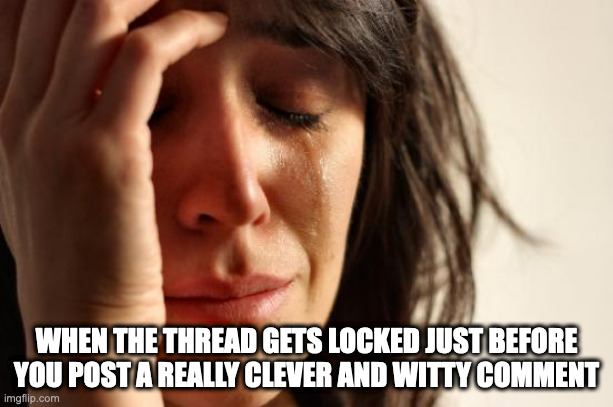 WHEN THE THREAD GETS LOCKED JUST BEFORE
YOU POST A REALLY CLEVER AND WITTY COMMENT
imgflip.com